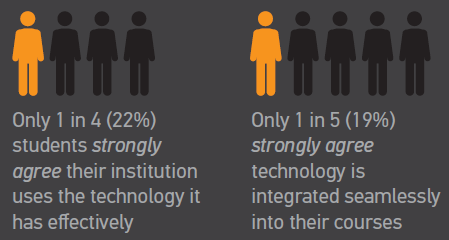 Only 1 in 4 (22%)
students strongly
agree their institution
uses the technology it
has effectively
Only 1 in 5 (19%)
strongly agree
technology is
integrated seamlessly
into their courses